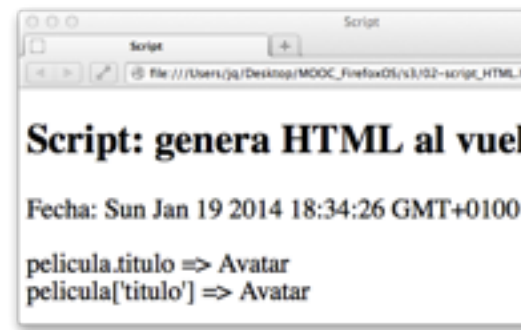 Script
Script
file:///Users/jq/Desktop/MOOC_FirefoxOS/s3/02-script_HTML.
Script: genera HTML al vuel
Fecha: Sun Jan 19 2014 18:34:26 GMT+0100
pelicula.titulo => Avatar
pelicula['titulo'] => Avatar